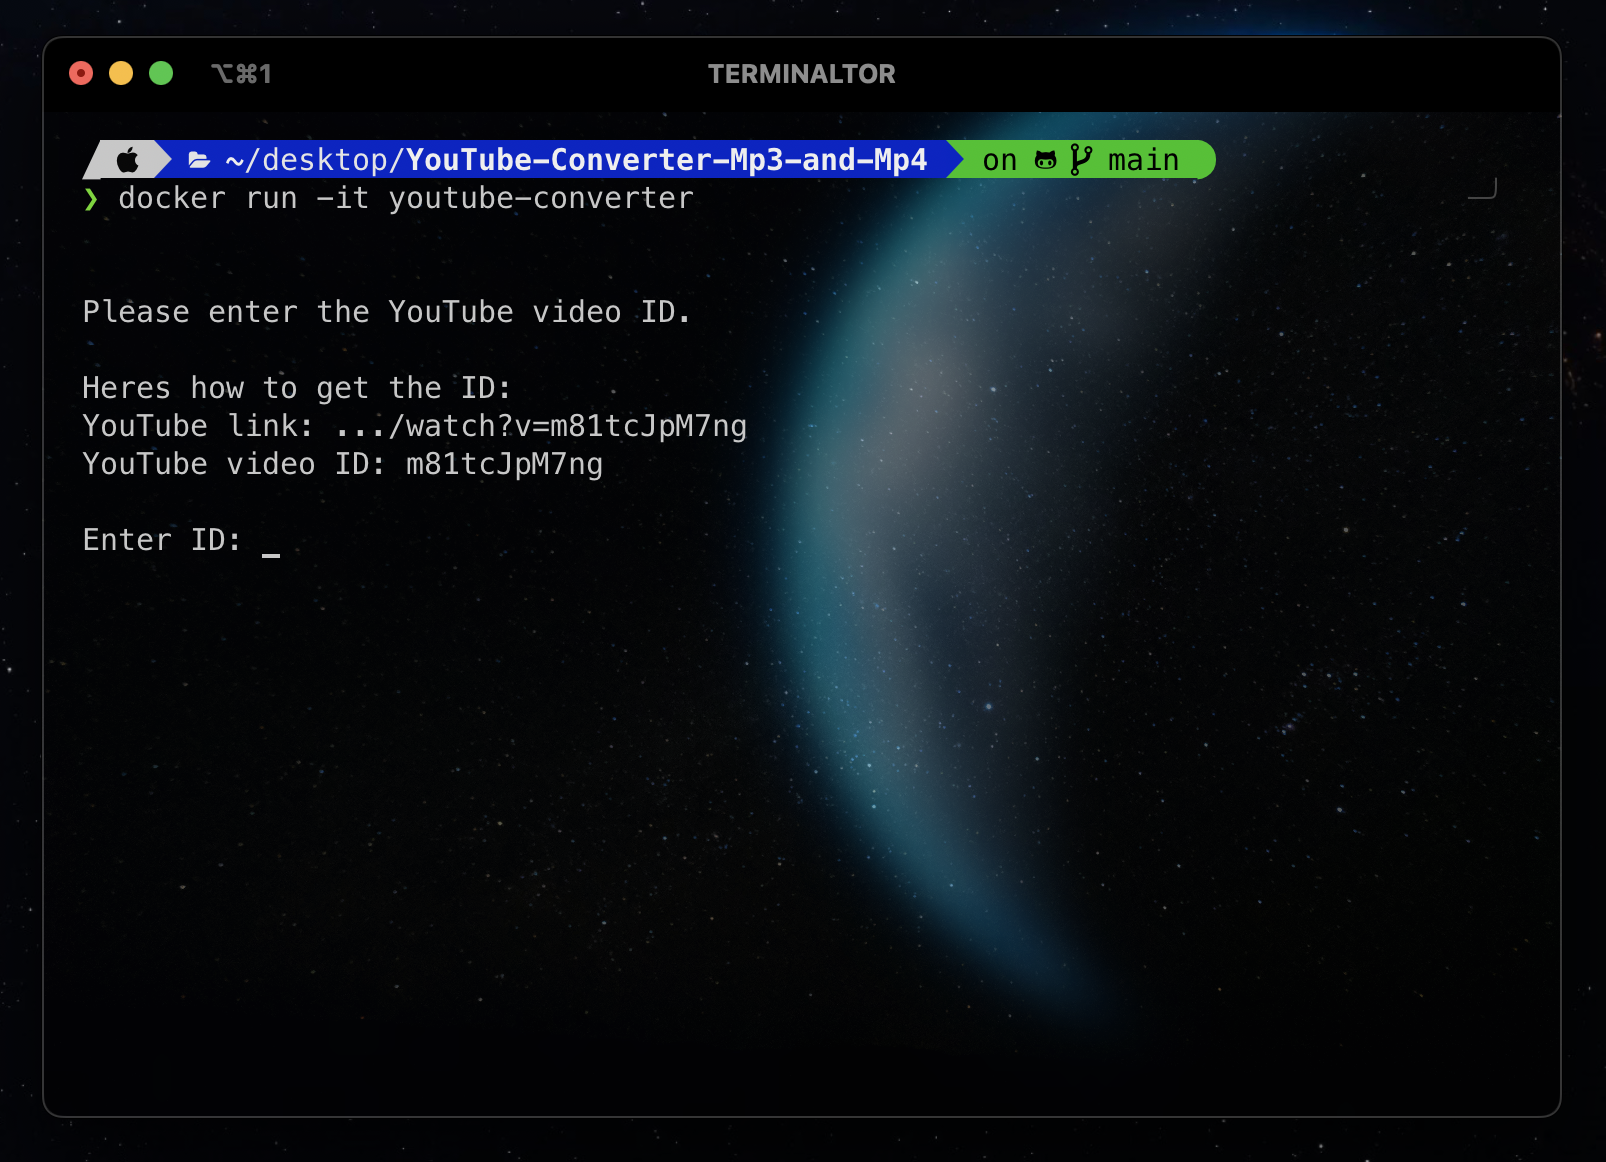 ⌥⌘1
TERMINALTOR
~/desktop/YouTube-Converter-Mp3-and-Mp4 on main
❯ docker run -it youtube-converter
Please enter the YouTube video ID.
Heres how to get the ID:
YouTube link: .../watch?v=m81tcJpM7ng
YouTube video ID: m81tcJpM7ng
Enter ID: _